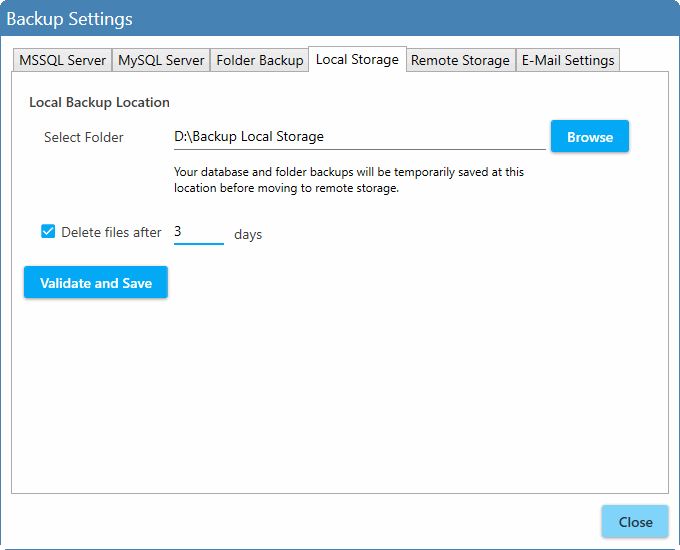 Backup Settings
MSSQL Server MySQL Server Folder Backup Local Storage Remote Storage E-Mail Settings
Local Backup Location
Select Folder D:\Backup Local Storage Browse
Your database and folder backups will be temporarily saved at this
location before moving to remote storage.
Delete files after 3 days
Validate and Save
Close